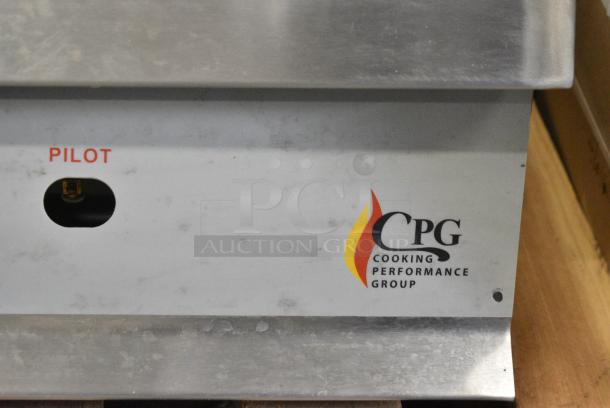 PILOT
PCI
AUCTION GROUP
CPG
COOKING
PERFORMANCE
GROUP